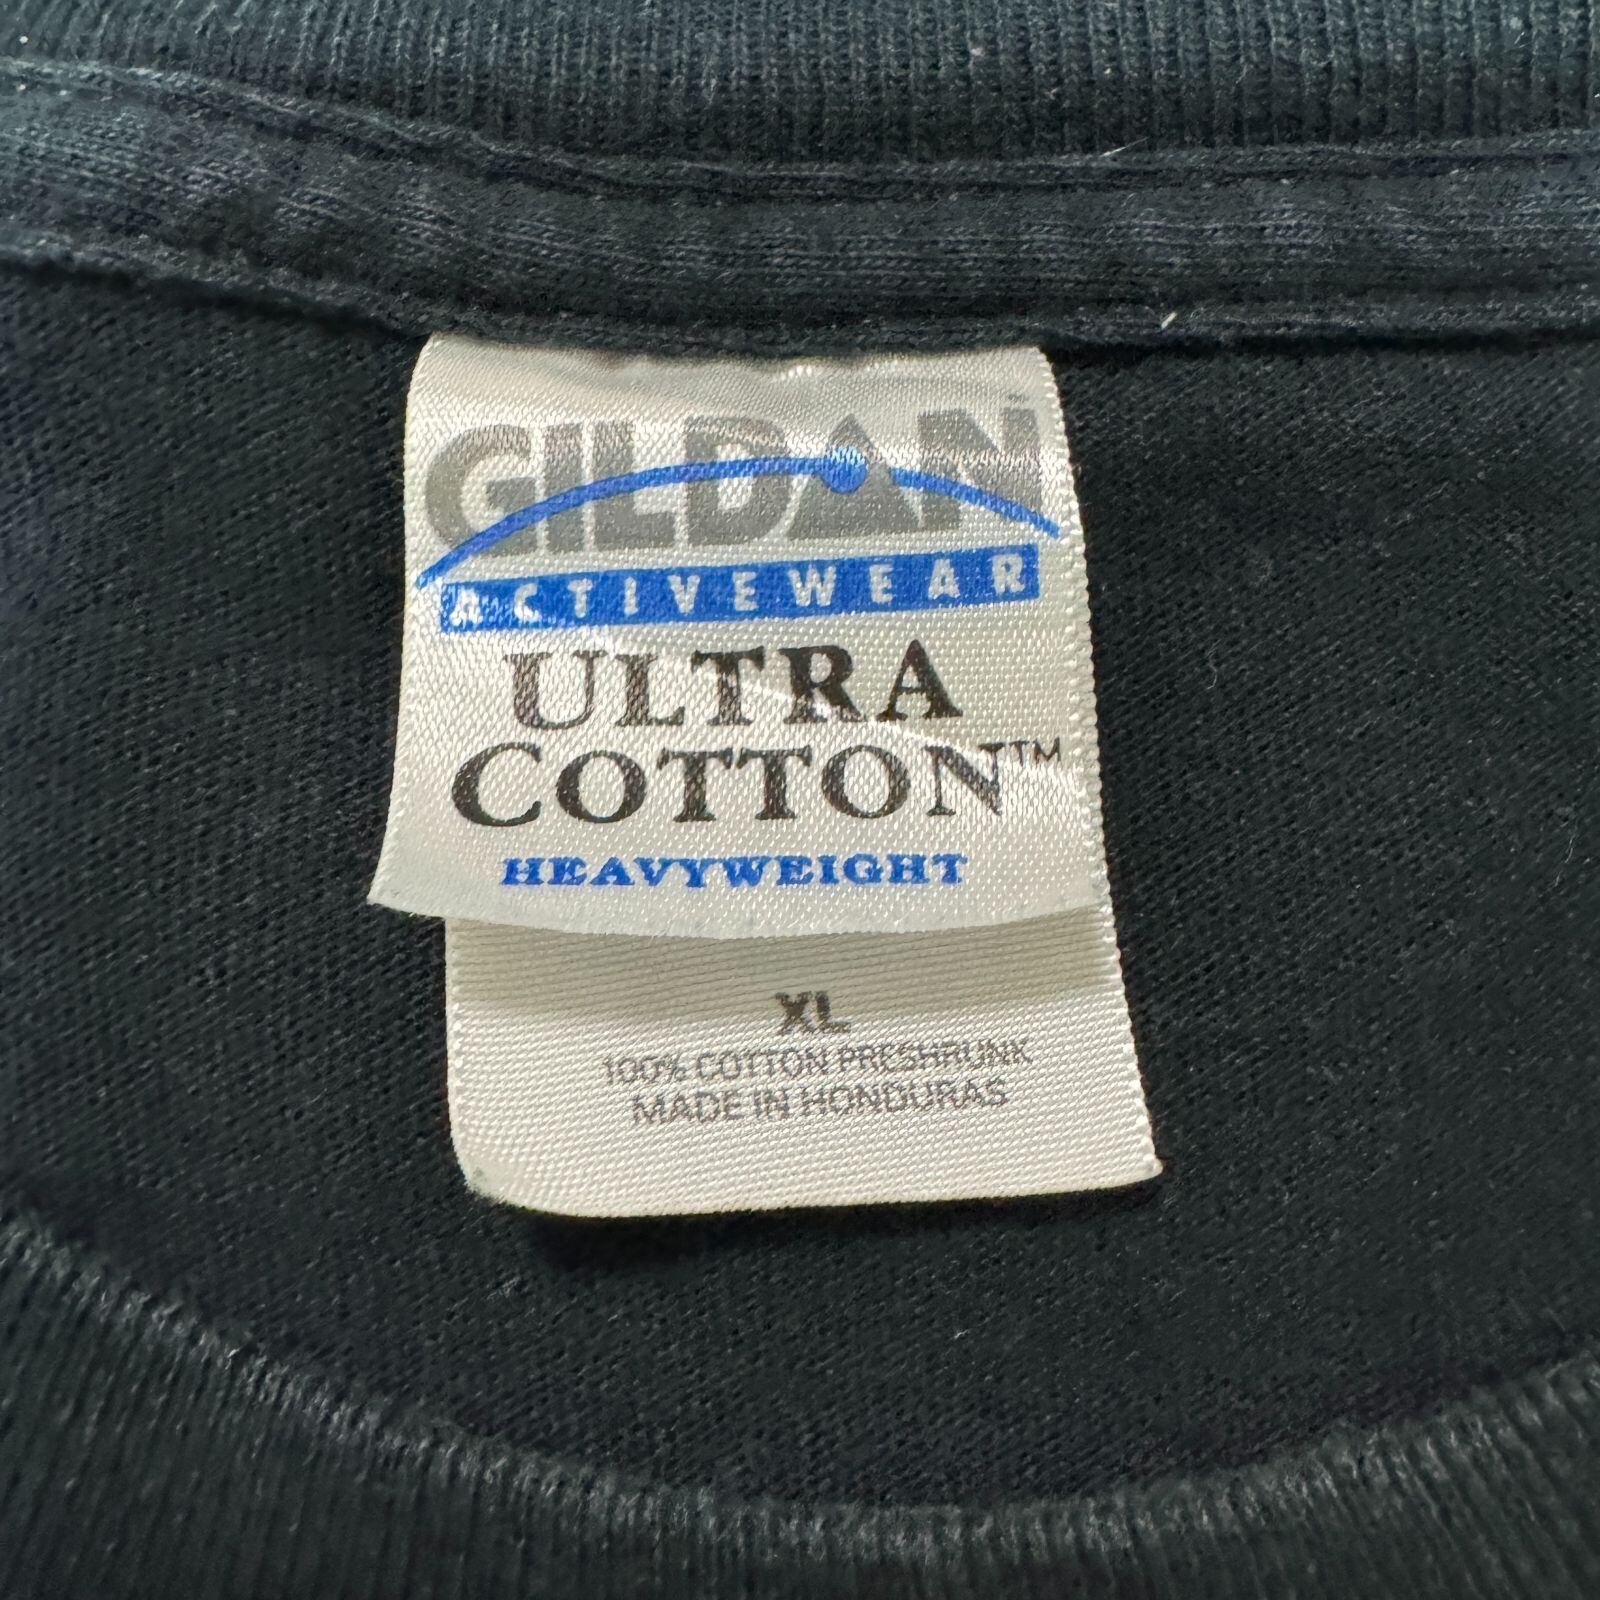 GILDAN
ACTIVEWEAR
ULTRA
COTTON™
HEAVYWEIGHT
XL
100% COTTON PRESHRUNK
MADE IN HONDURAS